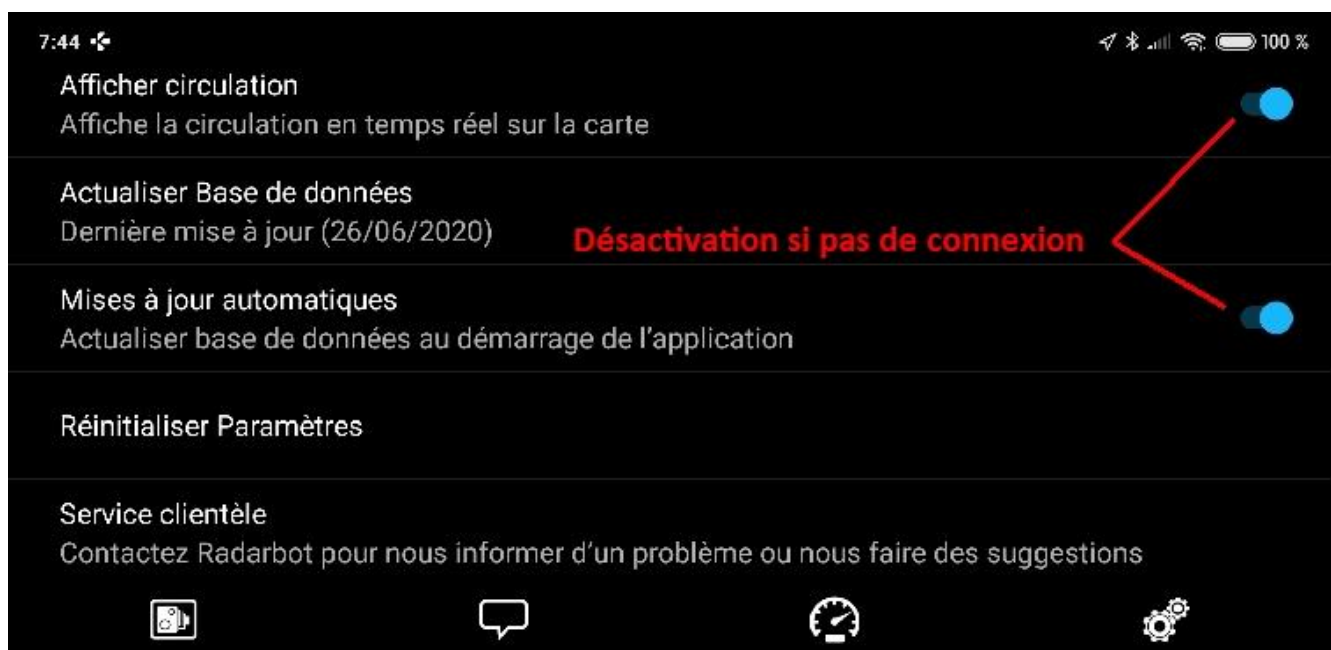 7:44
100 %
Afficher circulation
Affiche la circulation en temps réel sur la carte
Actualiser Base de données
Dernière mise à jour (26/06/2020)
Désactivation si pas de connexion
Mises à jour automatiques
Actualiser base de données au démarrage de l'application
Réinitialiser Paramètres
Service clientèle
Contactez Radarbot pour nous informer d'un problème ou nous faire des suggestions